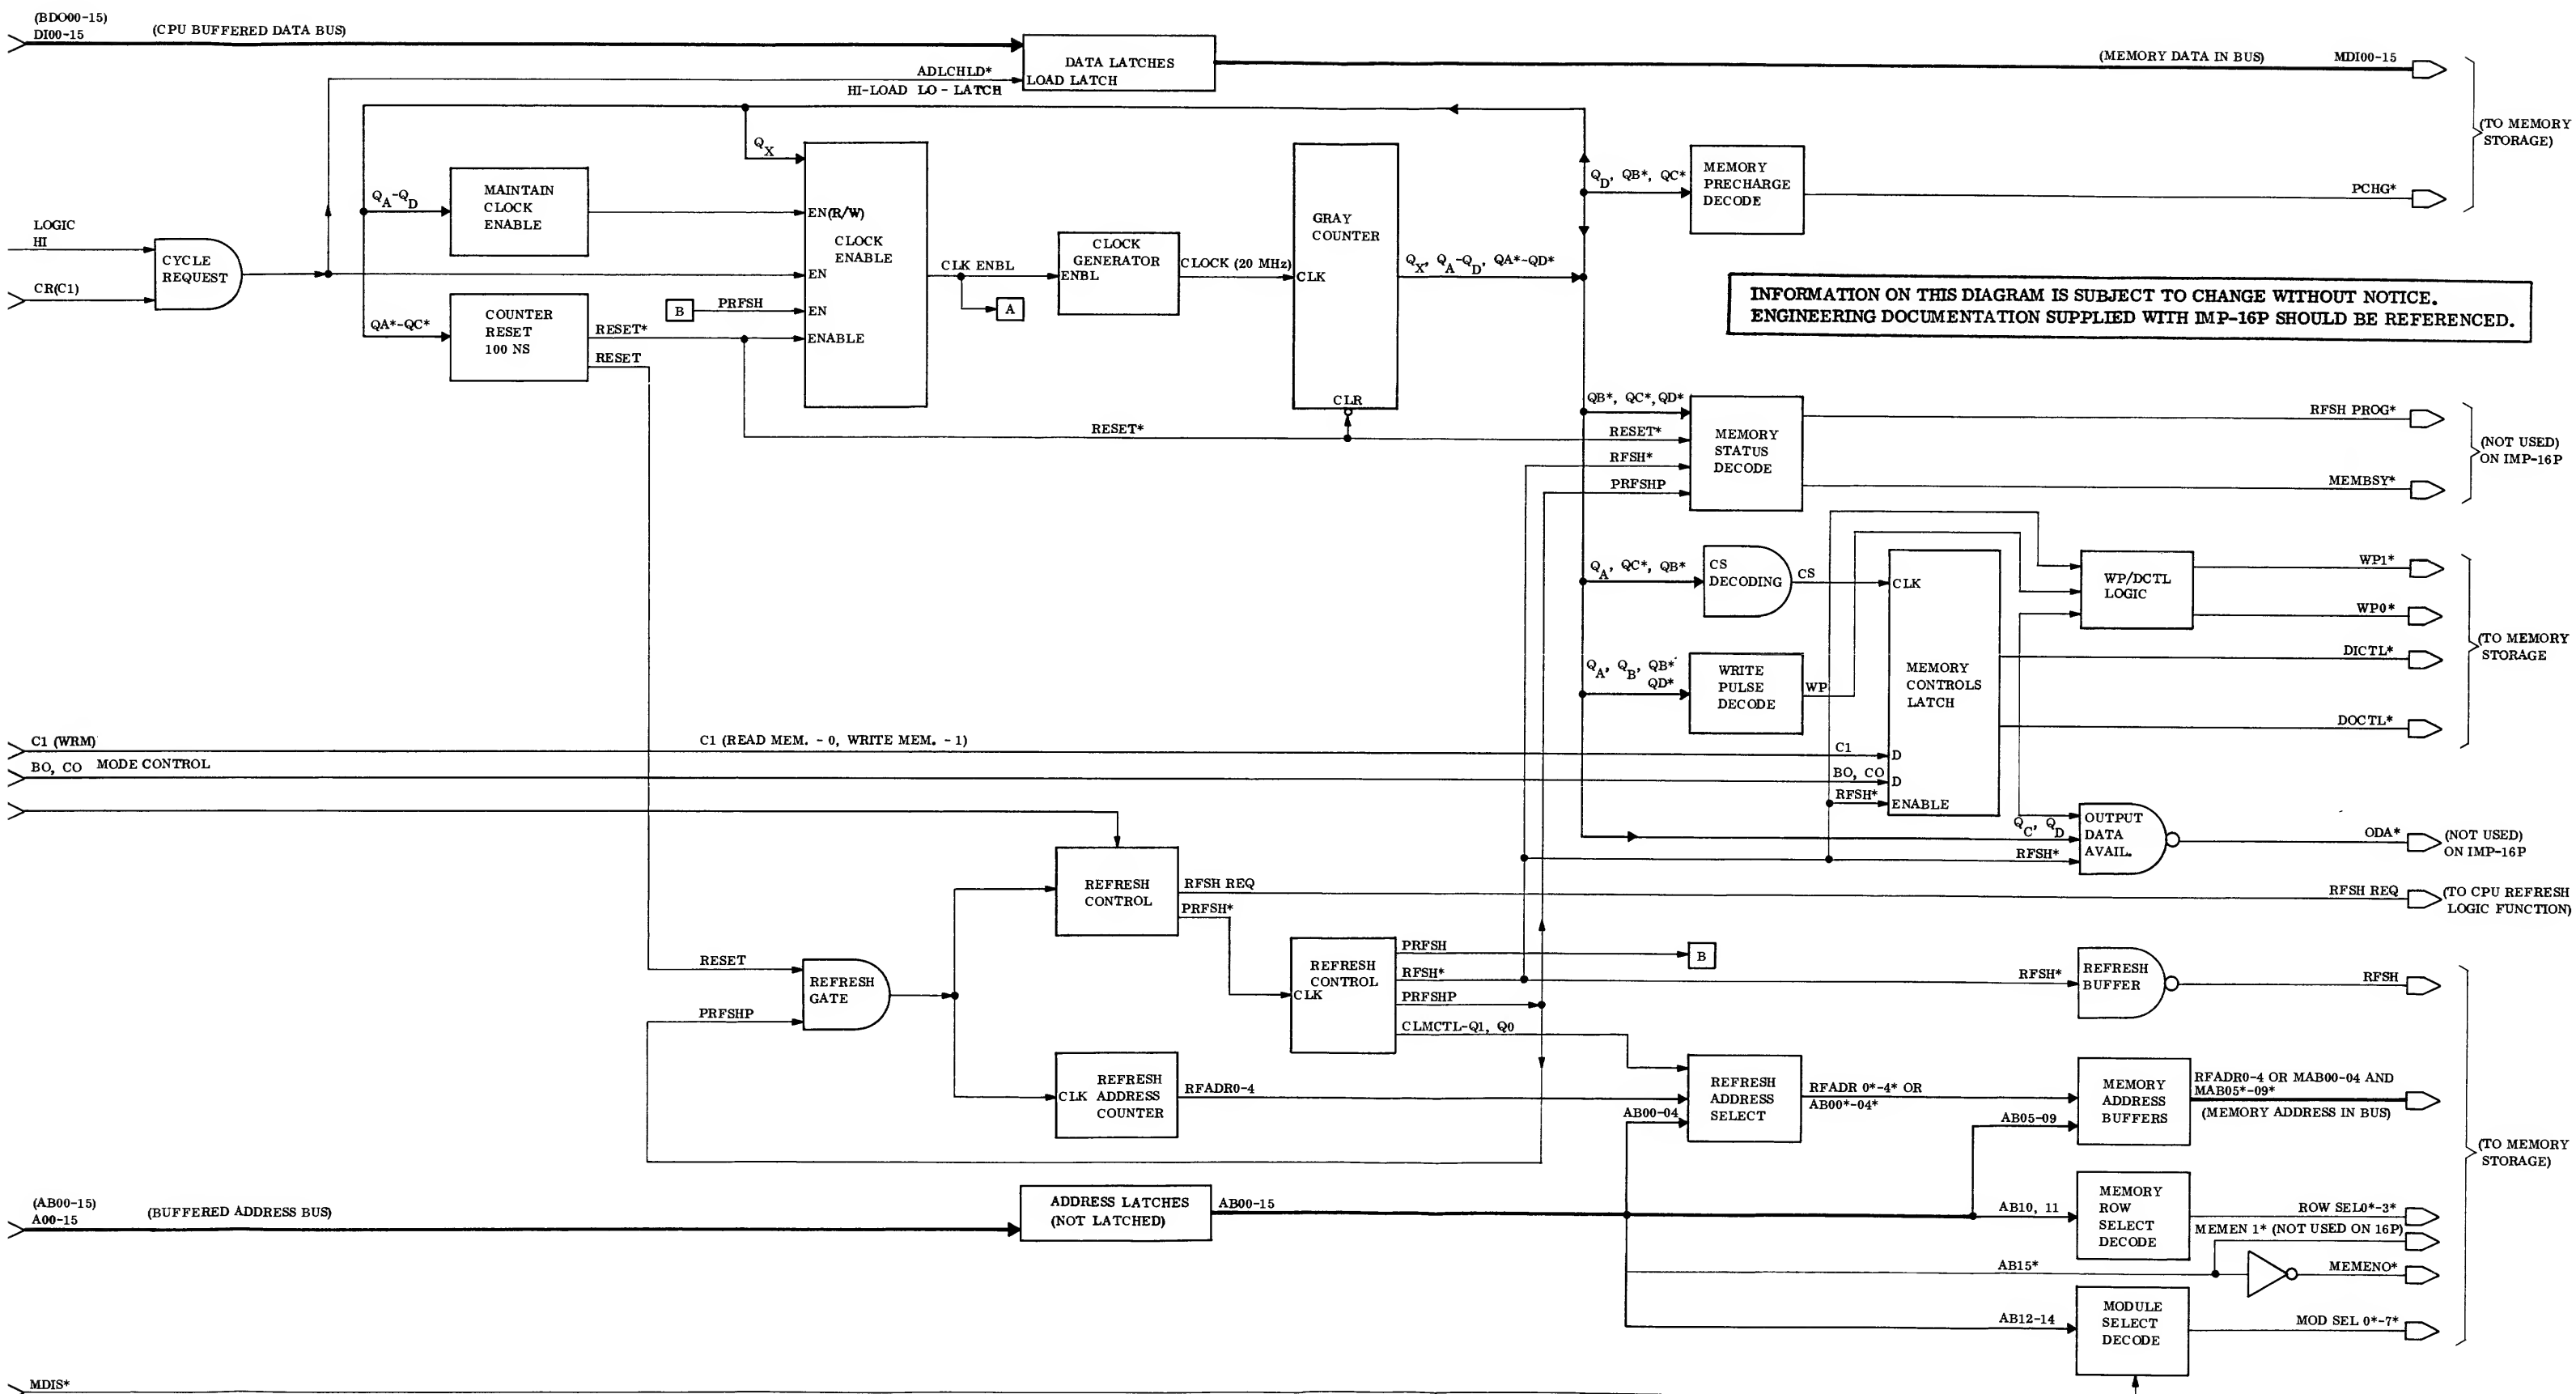 (BDO00-15)
DI00-15
(CPU BUFFERED DATA BUS)
DATA LATCHES
LOAD LATCH
ADLCHLD*
HI-LOAD LO - LATCH
(MEMORY DATA IN BUS)
MDI00-15
(TO MEMORY
STORAGE)
QX
QA-QD
MAINTAIN
CLOCK
ENABLE
EN(R/W)
CLOCK
ENABLE
EN
EN
ENABLE
LOGIC
HI
CYCLE
REQUEST
CR(C1)
QA*-QC*
COUNTER
RESET
100 NS
RESET*
RESET
B
PRFSH
CLK ENBL
A
CLOCK
GENERATOR
ENBL
CLOCK (20 MHz)
GRAY
COUNTER
CLK
CLR
QX, QA-QD, QA*-QD*
QD, QB*, QC*
MEMORY
PRECHARGE
DECODE
PCHG*
INFORMATION ON THIS DIAGRAM IS SUBJECT TO CHANGE WITHOUT NOTICE.
ENGINEERING DOCUMENTATION SUPPLIED WITH IMP-16P SHOULD BE REFERENCED.
RESET*
QB*, QC*, QD*
RESET*
RFSH*
PRFSHP
MEMORY
STATUS
DECODE
RFSH PROG*
MEMBSY*
(NOT USED)
ON IMP-16P
QA, QC*, QB*
CS
DECODING
CS
CLK
WP/DCTL
LOGIC
WP1*
WP0*
DICTL*
DOCTL*
(TO MEMORY
STORAGE
QA, QB, QB*
QD*
WRITE
PULSE
DECODE
WP
MEMORY
CONTROLS
LATCH
C1 (WRM)
C1 (READ MEM. - 0, WRITE MEM. - 1)
C1
D
BO, CO
MODE CONTROL
BO, CO
D
RFSH*
ENABLE
QC, QD
RFSH*
OUTPUT
DATA
AVAIL.
ODA*
(NOT USED)
ON IMP-16P
REFRESH
CONTROL
RFSH REQ
PRFSH*
RFSH REQ
(TO CPU REFRESH
LOGIC FUNCTION)
RESET
PRFSHP
REFRESH
GATE
REFRESH
CONTROL
CLK
PRFSH
B
RFSH*
PRFSHP
CLMCTL-Q1, Q0
RFSH*
REFRESH
BUFFER
RFSH
REFRESH
CLK ADDRESS
COUNTER
RFADR0-4
AB00-04
REFRESH
ADDRESS
SELECT
RFADR 0*-4* OR
AB00*-04*
AB05-09
MEMORY
ADDRESS
BUFFERS
RFADR0-4 OR MAB00-04 AND
MAB05*-09*
(MEMORY ADDRESS IN BUS)
(TO MEMORY
STORAGE)
(AB00-15)
A00-15
(BUFFERED ADDRESS BUS)
ADDRESS LATCHES
(NOT LATCHED)
AB00-15
AB10, 11
MEMORY
ROW
SELECT
DECODE
ROW SEL0*-3*
MEMEN 1* (NOT USED ON 16P)
AB15*
MEMENO*
AB12-14
MODULE
SELECT
DECODE
MOD SEL 0*-7*
MDIS*